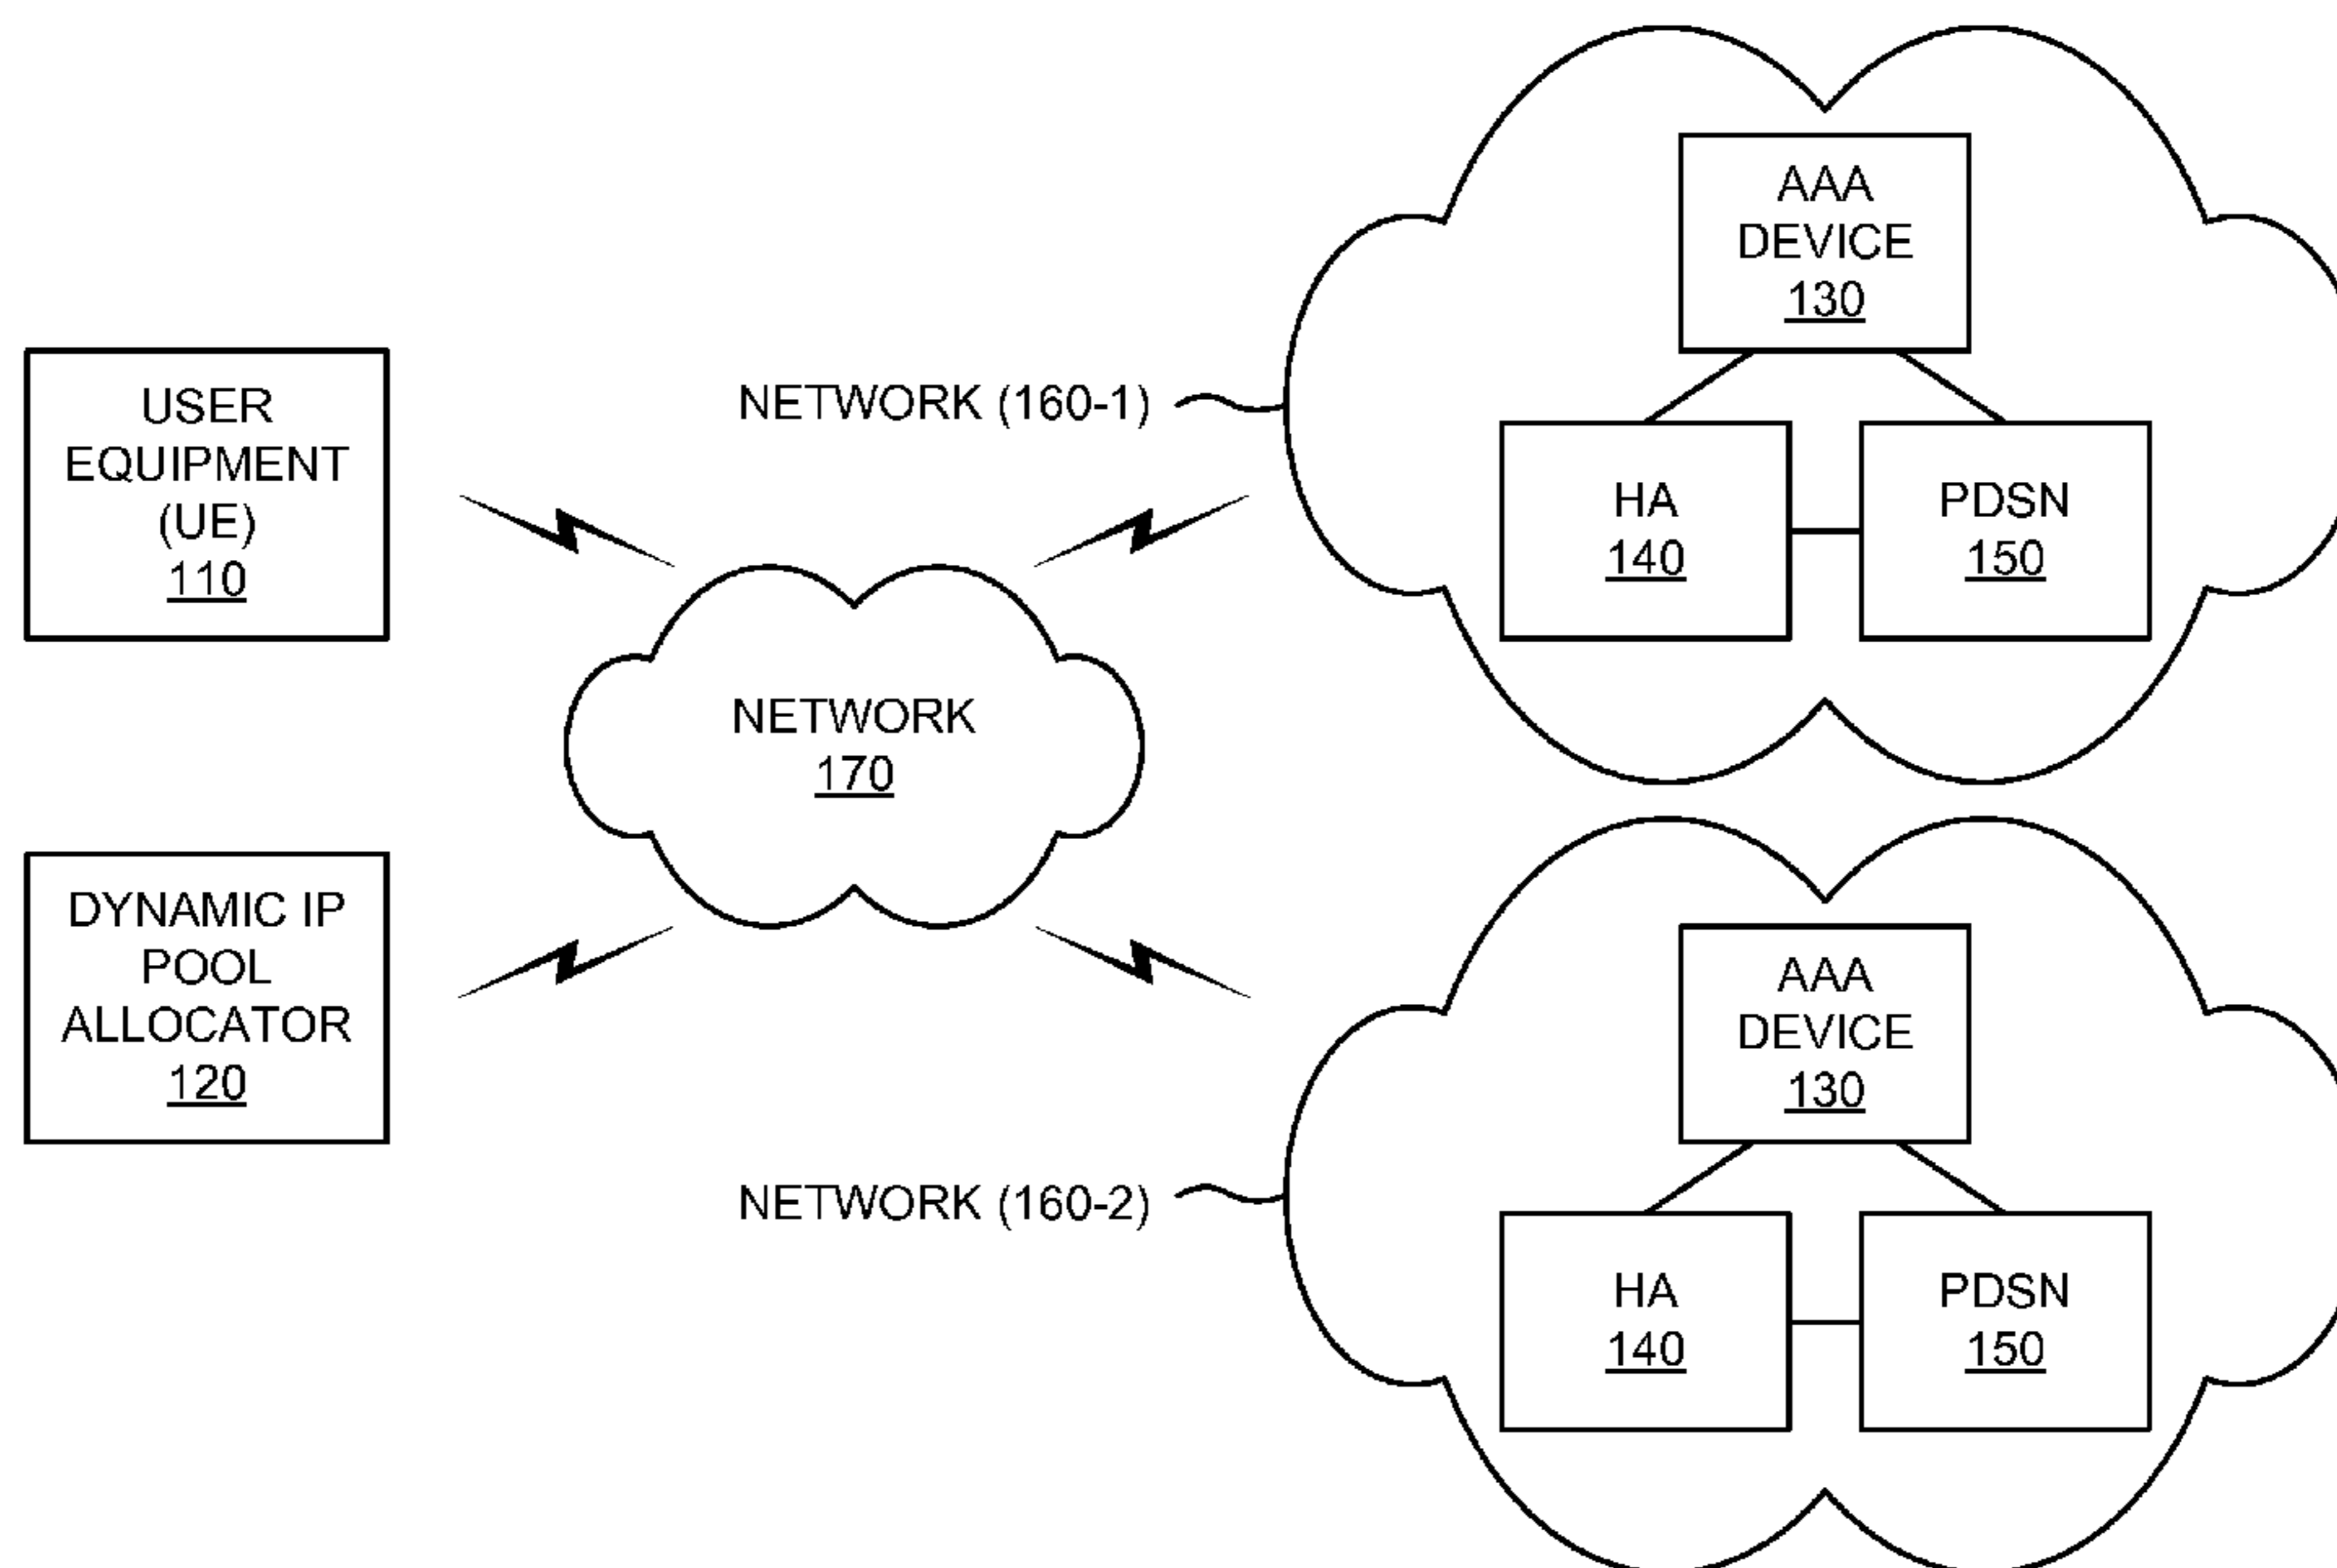 USER
EQUIPMENT
(UE)
110
DYNAMIC IP
POOL
ALLOCATOR
120
NETWORK
170
NETWORK (160-1)
AAA
DEVICE
130
HA
140
PDSN
150
NETWORK (160-2)
AAA
DEVICE
130
HA
140
PDSN
150